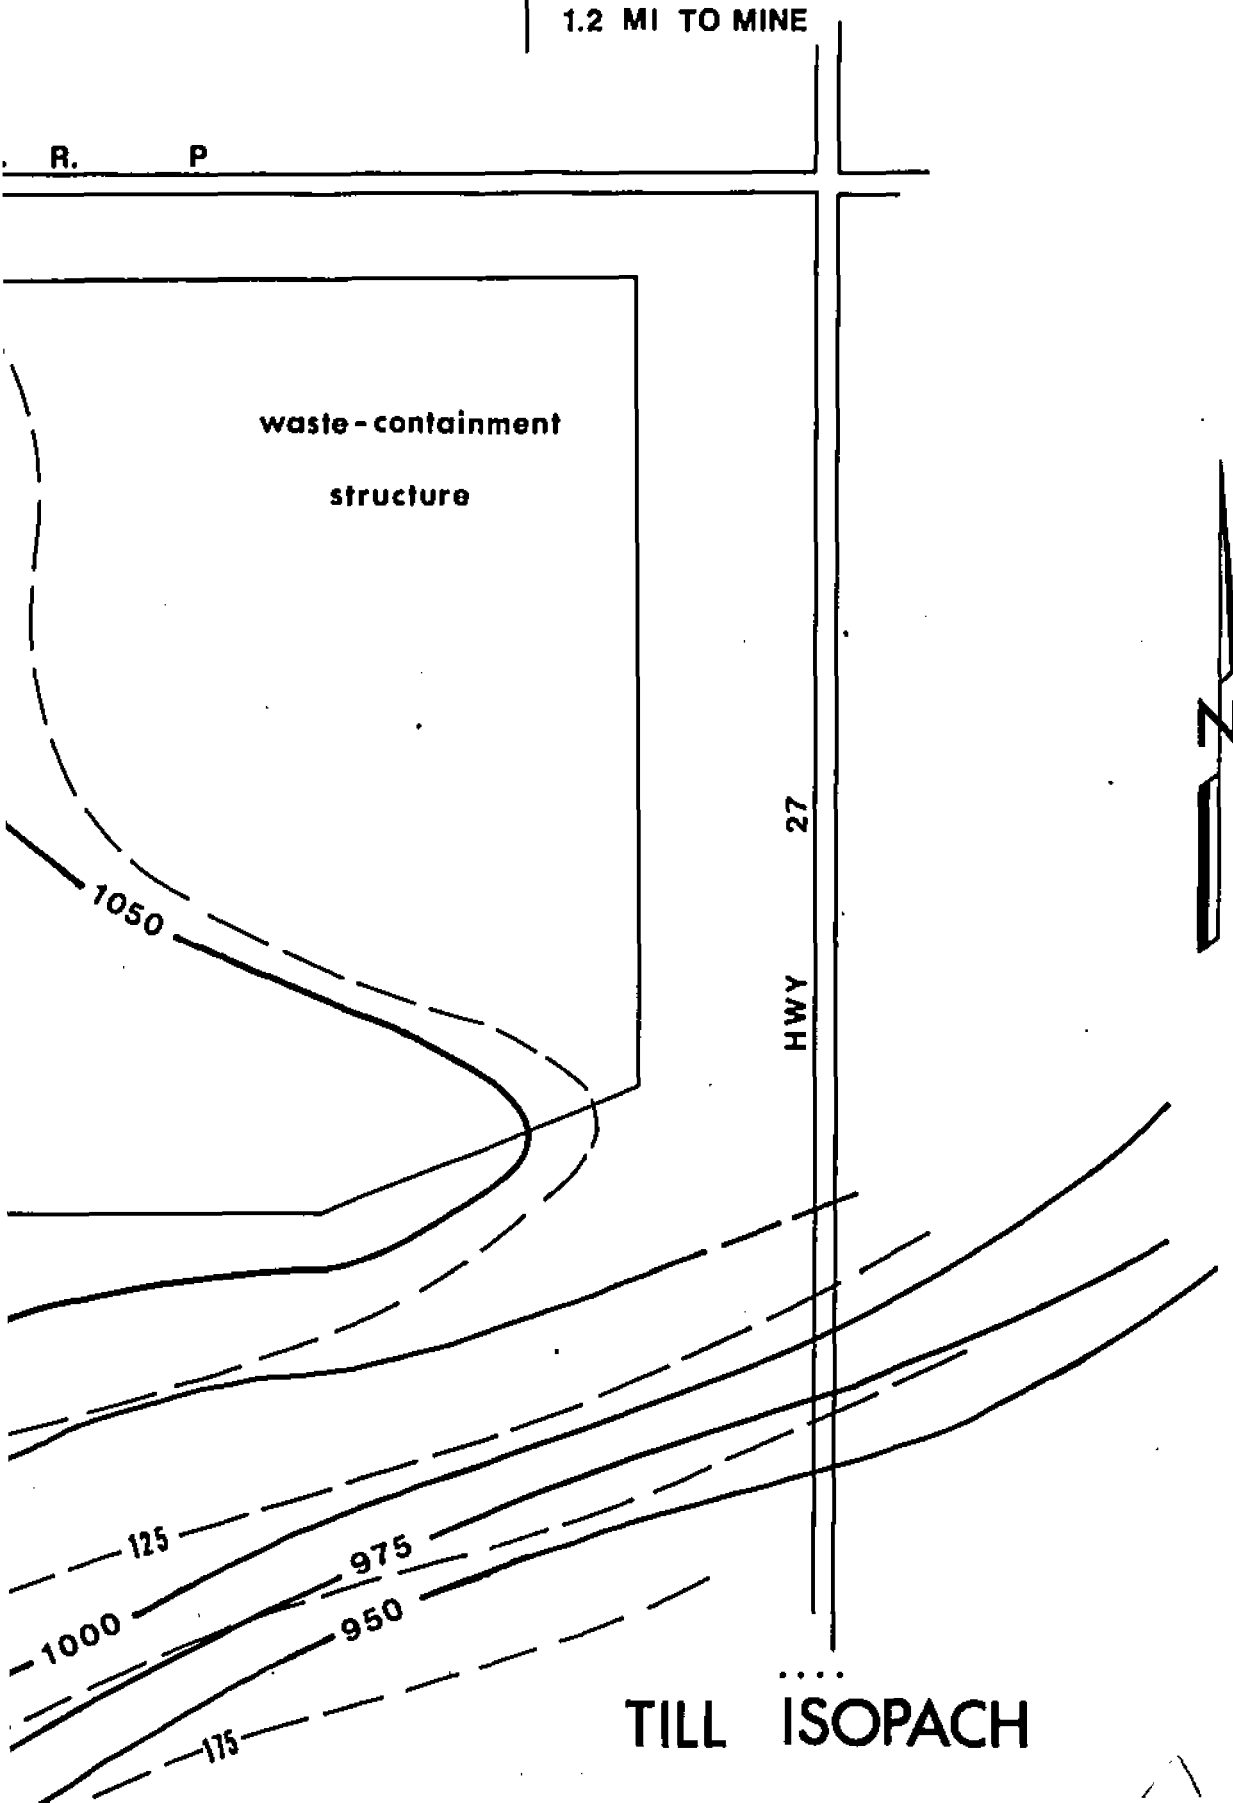 1.2 MI TO MINE
. R. P
waste-containment
structure
N
HWY 27
1050
125
975
1000
950
175
TILL ISOPACH